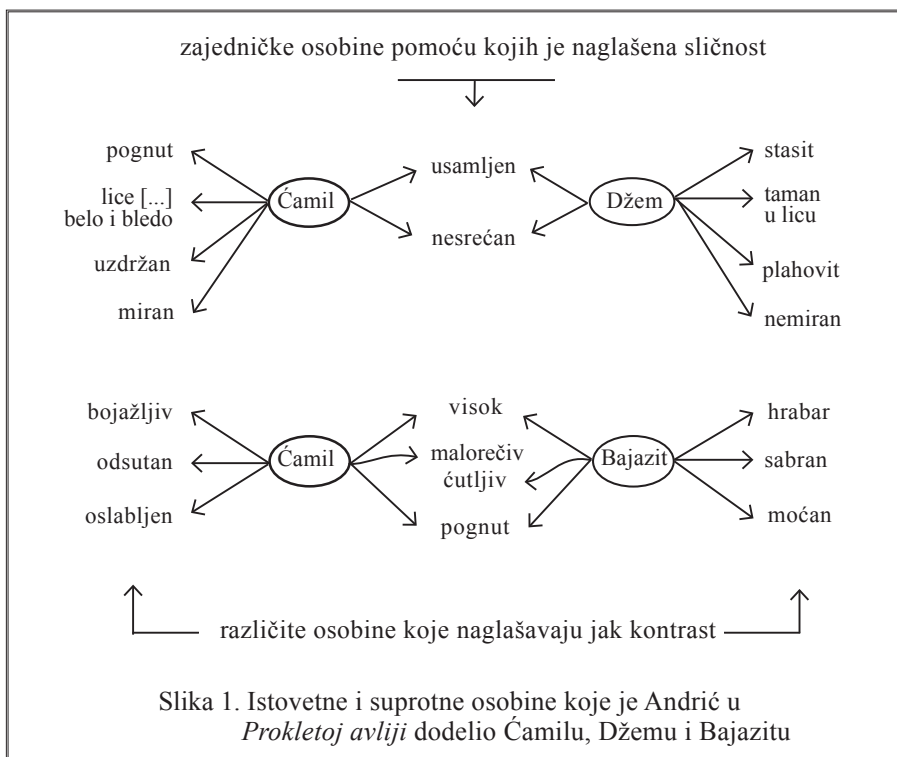 zajedničke osobine pomoću kojih je naglašena sličnost
pognut
lice [...]
belo i bledo
uzdržan
miran
Ćamil
usamljen
nesrećan
Džem
stasit
taman
u licu
plahovit
nemiran
bojažljiv
odsutan
oslabljen
Ćamil
visok
malorečiv
ćutljiv
pognut
Bajazit
hrabar
sabran
moćan
različite osobine koje naglašavaju jak kontrast
Slika 1. Istovetne i suprotne osobine koje je Andrić u
Prokletoj avliji dodelio Ćamilu, Džemu i Bajazitu